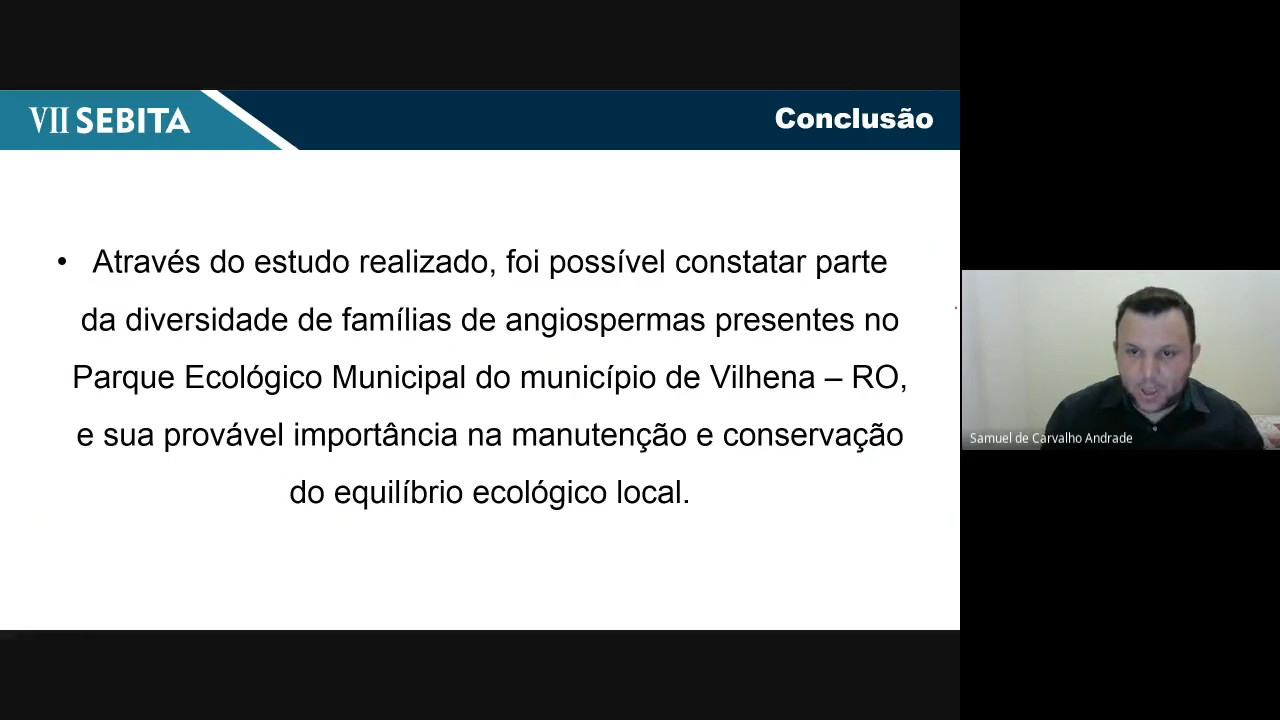 VII SEBITA
Conclusão
• Através do estudo realizado, foi possível constatar parte
da diversidade de famílias de angiospermas presentes no
Parque Ecológico Municipal do município de Vilhena – RO,
e sua provável importância na manutenção e conservação
do equilíbrio ecológico local.
Samuel de Carvalho Andrade